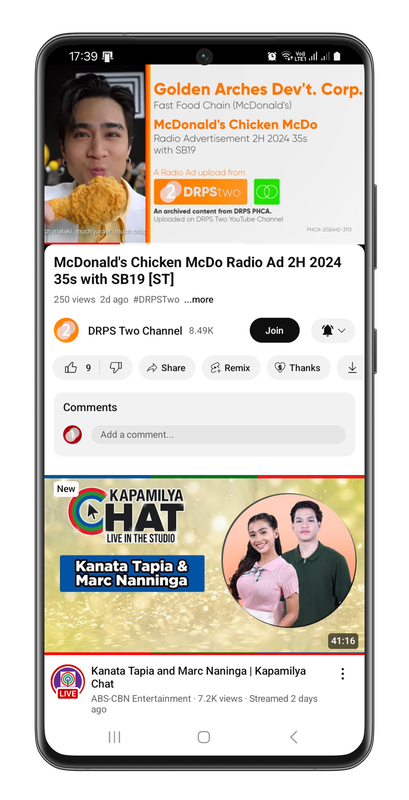 17:39
Vo)) LTE1
Golden Arches Dev't. Corp.
Fast Food Chain (McDonald's)
McDonald's Chicken McDo
Radio Advertisement 2H 2024 35s
with SB19
A Radio Ad upload from
2 DRPStwo
An archived content from DRPS PHCA.
Uploaded on DRPS Two YouTube Channel
PHCA-2024H2-3113
McDonald's Chicken McDo Radio Ad 2H 2024
35s with SB19 [ST]
250 views 2d ago #DRPSTwo ...more
2 DRPS Two Channel 8.49K Join
9 Share Remix Thanks
Comments
Add a comment...
New
KAPAMILYA
CHAT
LIVE IN THE STUDIO
Kanata Tapia &
Marc Nanninga
41:16
LIVE
Kanata Tapia and Marc Naninga | Kapamilya
Chat
ABS-CBN Entertainment · 7.2K views · Streamed 2 days
ago